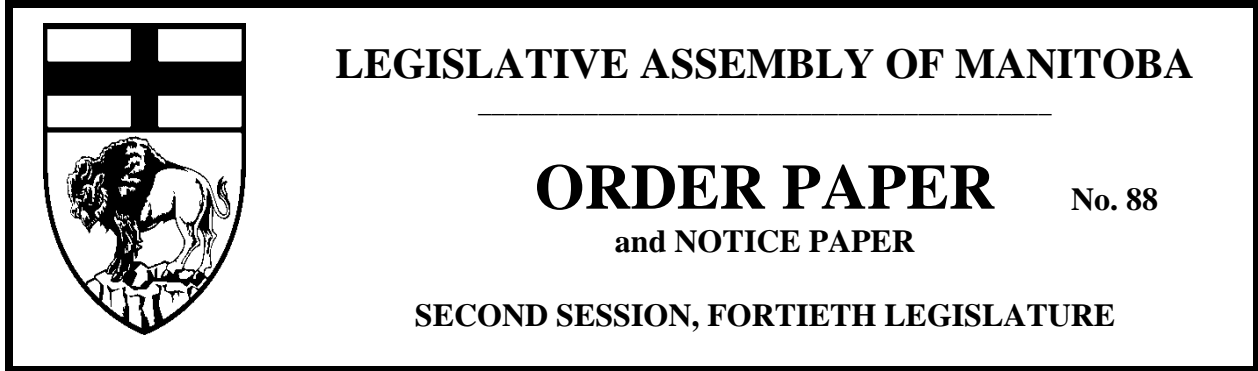 LEGISLATIVE ASSEMBLY OF MANITOBA
ORDER PAPER No. 88
and NOTICE PAPER
SECOND SESSION, FORTIETH LEGISLATURE